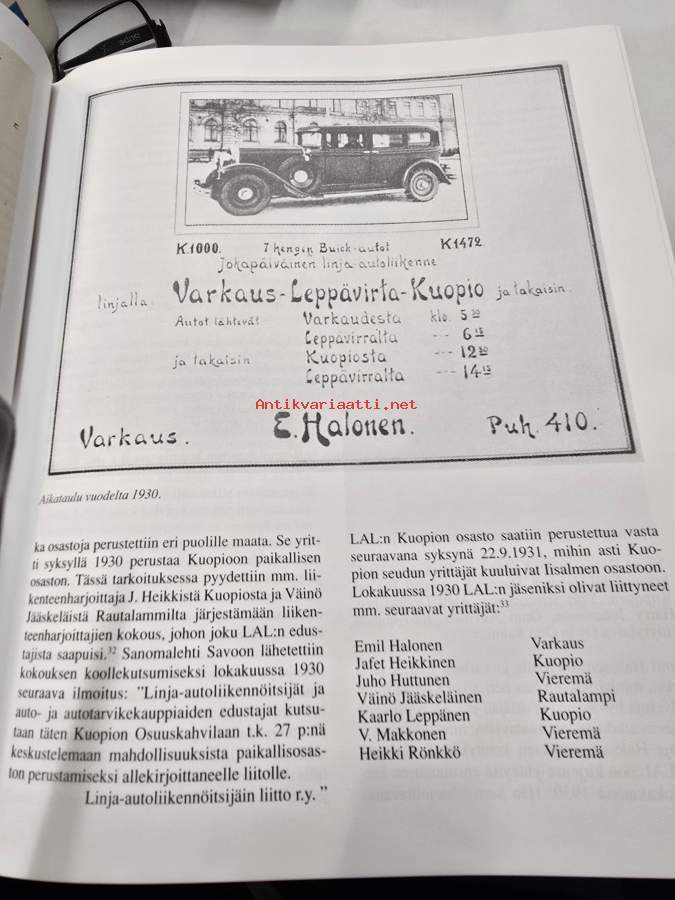 K.1000. 7 hengen Buick-autot K1472
Jokapäiväinen linja-autoliikenne
linjalla Varkaus-Leppävirta-Kuopio ja takaisin.
Autot lähtevät Varkaudesta klo. 5 30
Leppävirralta -·- 6 15
ja takaisin Kuopiosta -·- 12 30
Leppävirralta -·- 14 15
Antikvariaatti.net
Varkaus. E. Halonen. Puh. 410.
Aikataulu vuodelta 1930.
ka osastoja perustettiin eri puolille maata. Se yrit-
ti syksyllä 1930 perustaa Kuopioon paikallisen
osaston. Tässä tarkoituksessa pyydettiin mm. lii-
kenteenharjoittaja J. Heikkistä Kuopiosta ja Väinö
Jääskeläistä Rautalammilta järjestämään liiken-
teenharjoittajien kokous, johon joku LAL:n edus-
tajista saapuisi.32 Sanomalehti Savoon lähetettiin
kokouksen koollekutsumiseksi lokakuussa 1930
seuraava ilmoitus: "Linja-autoliikennöitsijät ja
auto- ja autotarvikekauppiaiden edustajat kutsu-
taan täten Kuopion Osuuskahvilaan t.k. 27 p:nä
keskustelemaan mahdollisuuksista paikallisosas-
ton perustamiseksi allekirjoittaneelle liitolle.
Linja-autoliikennöitsijäin liitto r.y. "
LAL:n Kuopion osasto saatiin perustettua vasta
seuraavana syksynä 22.9.1931, mihin asti Kuo-
pion seudun yrittäjät kuuluivat Iisalmen osastoon.
Lokakuussa 1930 LAL:n jäseniksi olivat liittyneet
mm. seuraavat yrittäjät:33
Emil Halonen Varkaus
Jafet Heikkinen Kuopio
Juho Huttunen Vieremä
Väinö Jääskeläinen Rautalampi
Kaarlo Leppänen Kuopio
V. Makkonen Vieremä
Heikki Rönkkö Vieremä